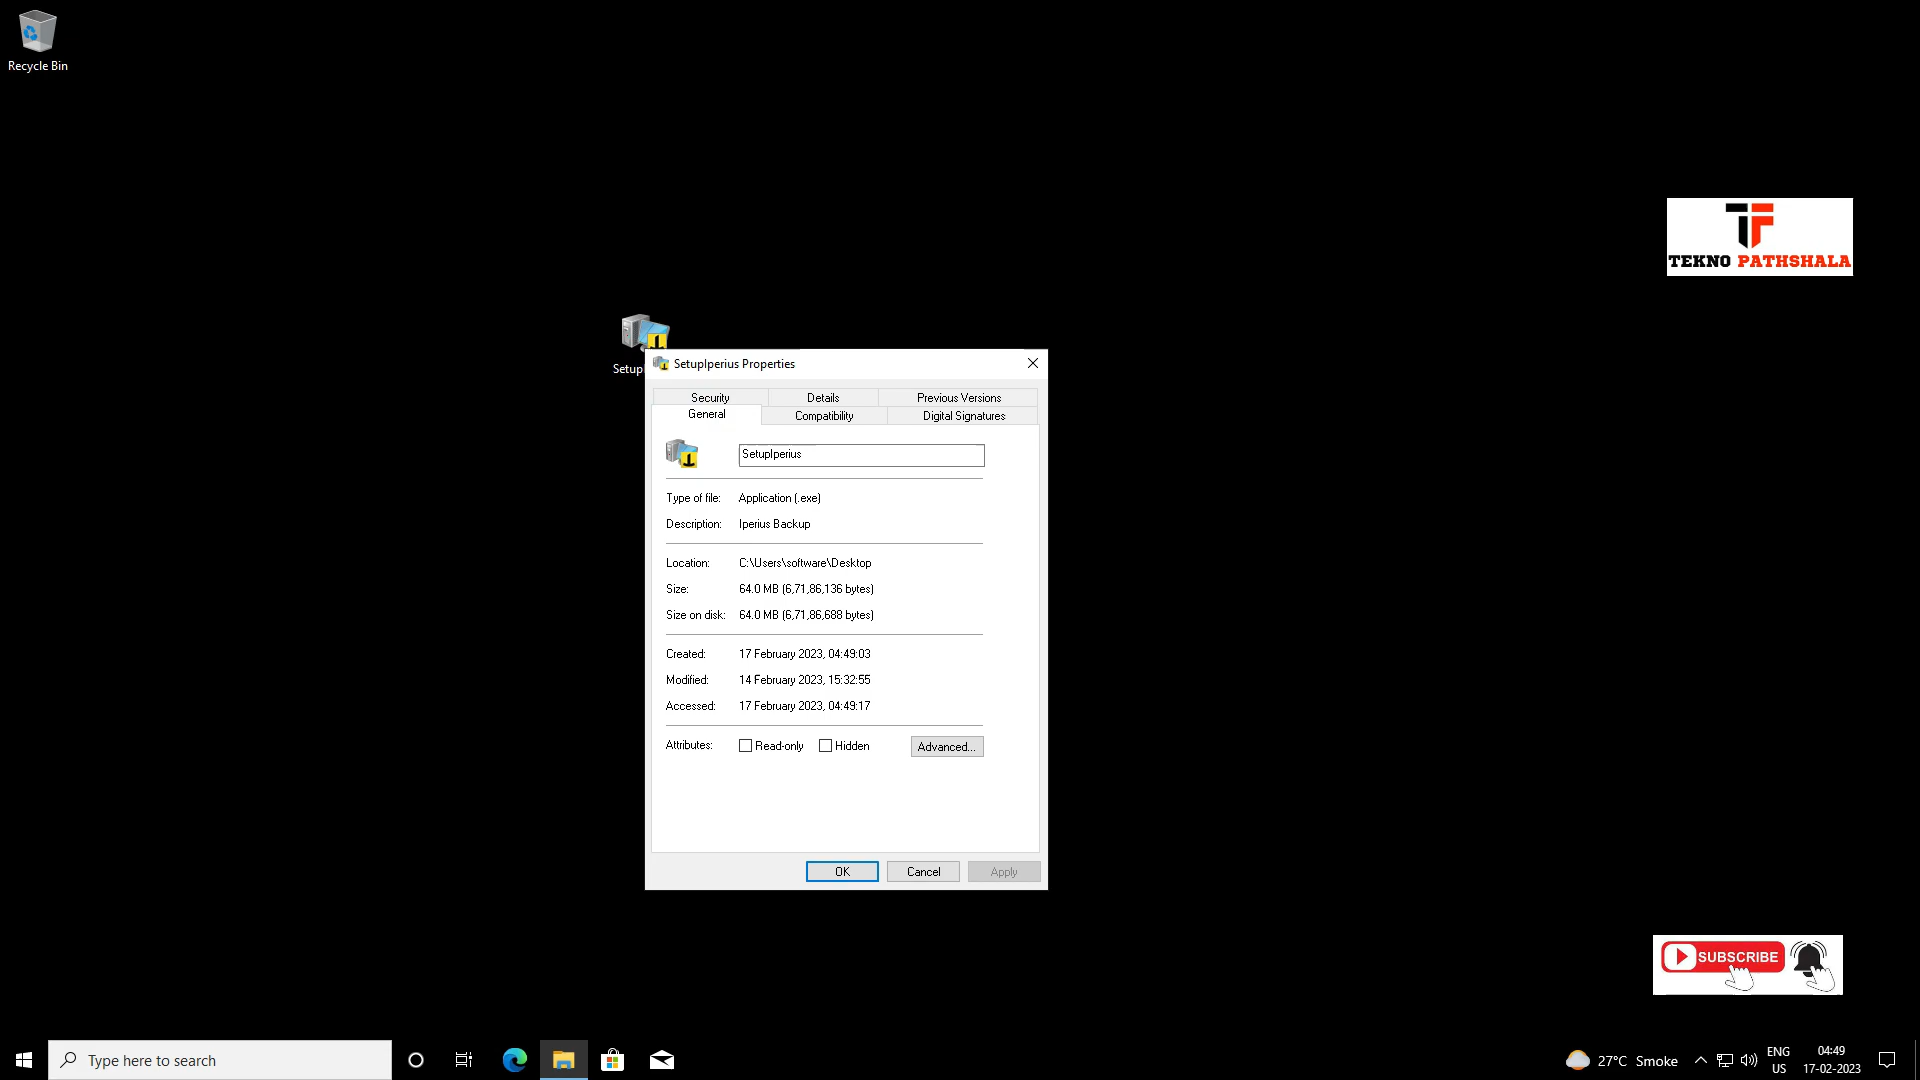 Recycle Bin
TF
TEKNO PATHSHALA
SetupIperius Properties
Security Details Previous Versions
General Compatibility Digital Signatures
SetupIperius
Type of file: Application (.exe)
Description: Iperius Backup
Location: C:\Users\software\Desktop
Size: 64.0 MB (6,71,86,136 bytes)
Size on disk: 64.0 MB (6,71,86,688 bytes)
Created: 17 February 2023, 04:49:03
Modified: 14 February 2023, 15:32:55
Accessed: 17 February 2023, 04:49:17
Attributes: Read-only Hidden Advanced...
OK Cancel Apply
SUBSCRIBE
Type here to search
27°C Smoke
ENG
US
04:49
17-02-2023